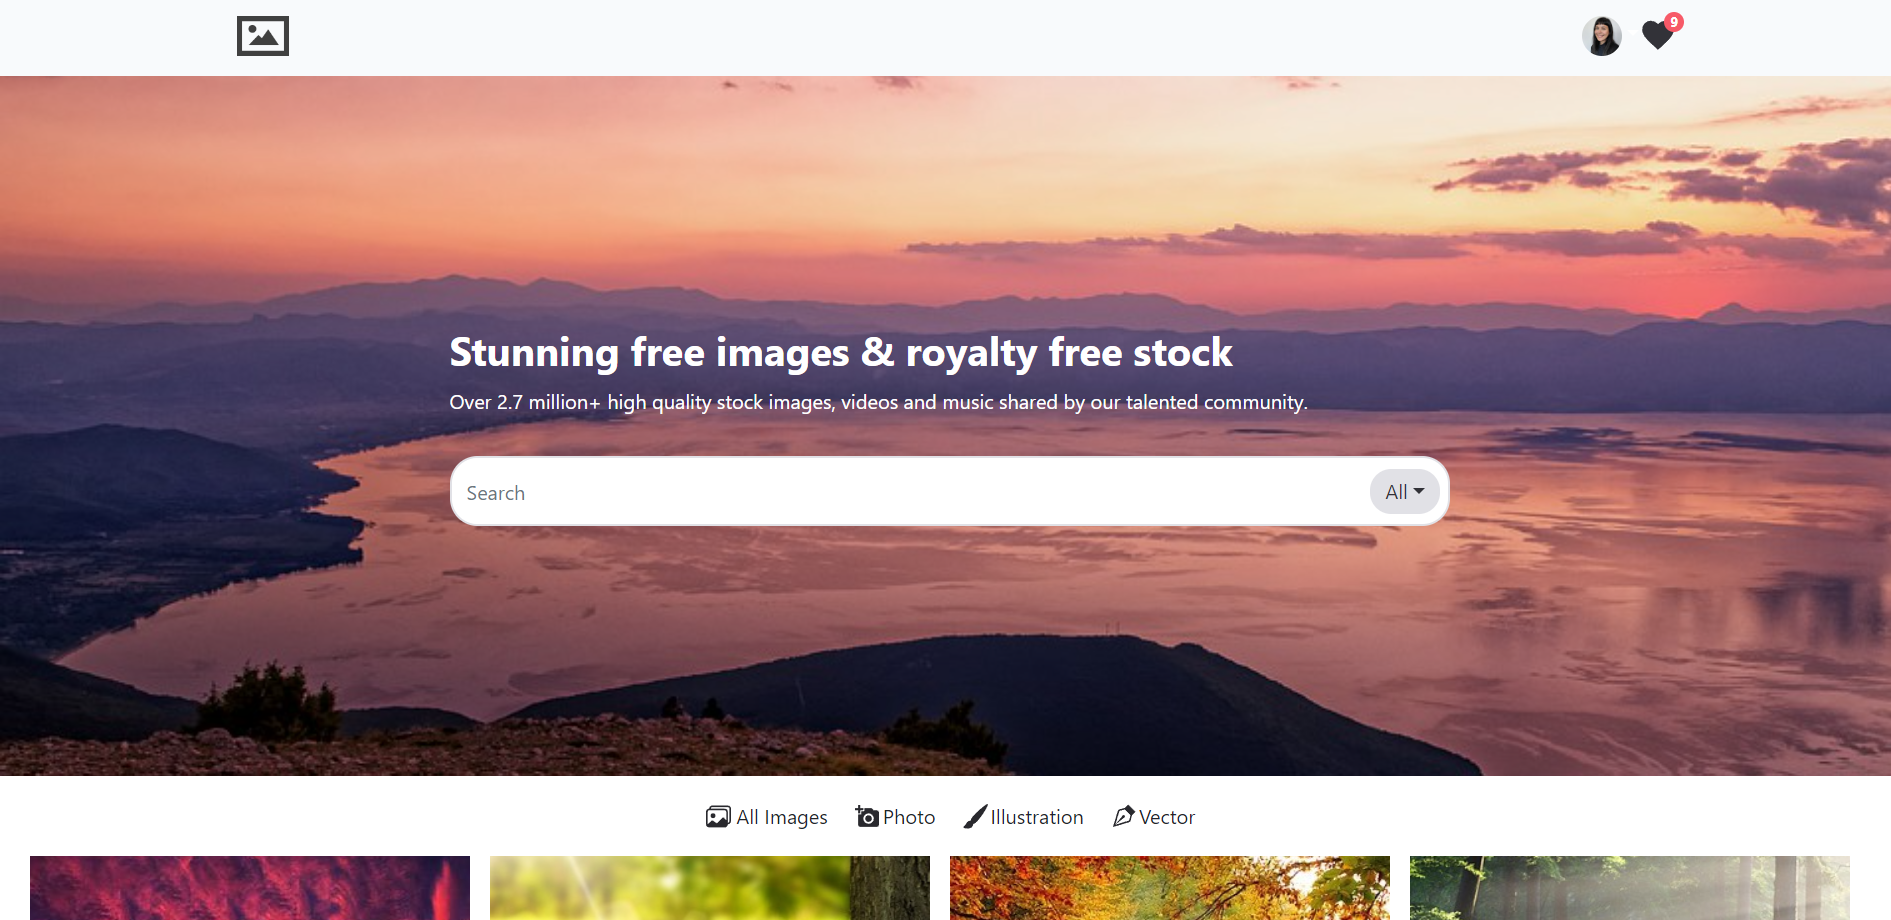 9
Stunning free images & royalty free stock
Over 2.7 million+ high quality stock images, videos and music shared by our talented community.
Search
All
All Images
Photo
Illustration
Vector